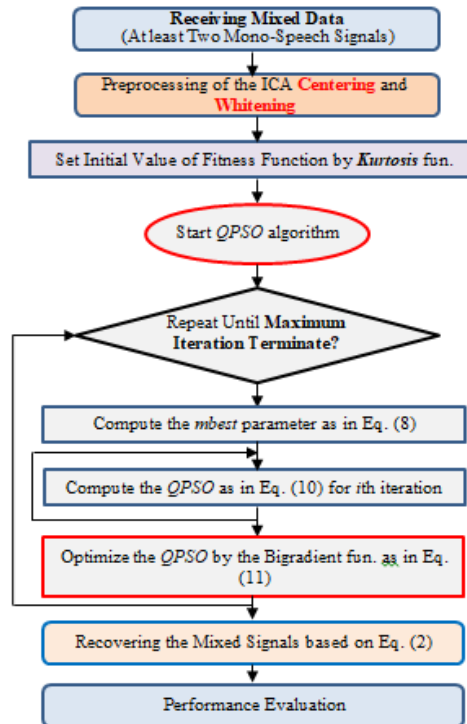 Receiving Mixed Data
(At least Two Mono-Speech Signals)
Preprocessing of the ICA Centering and
Whitening
Set Initial Value of Fitness Function by Kurtosis fun.
Start QPSO algorithm
Repeat Until Maximum
Iteration Terminate?
Compute the mbest parameter as in Eq. (8)
Compute the QPSO as in Eq. (10) for ith iteration
Optimize the QPSO by the Bigradient fun. as in Eq.
(11)
Recovering the Mixed Signals based on Eq. (2)
Performance Evaluation